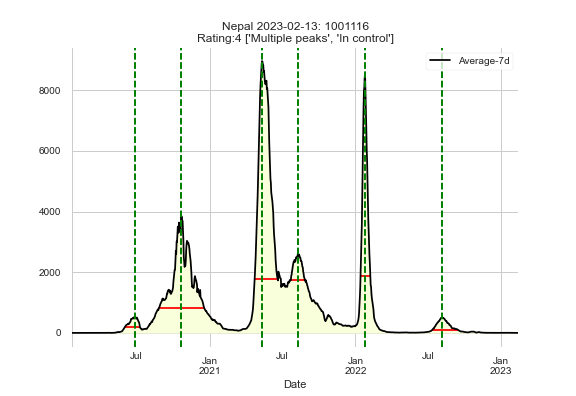 Nepal 2023-02-13: 1001116
Rating:4 ['Multiple peaks', 'In control']
Average-7d
8000
6000
4000
2000
0
Jul
Jan
2021
Jul
Jan
2022
Jul
Jan
2023
Date